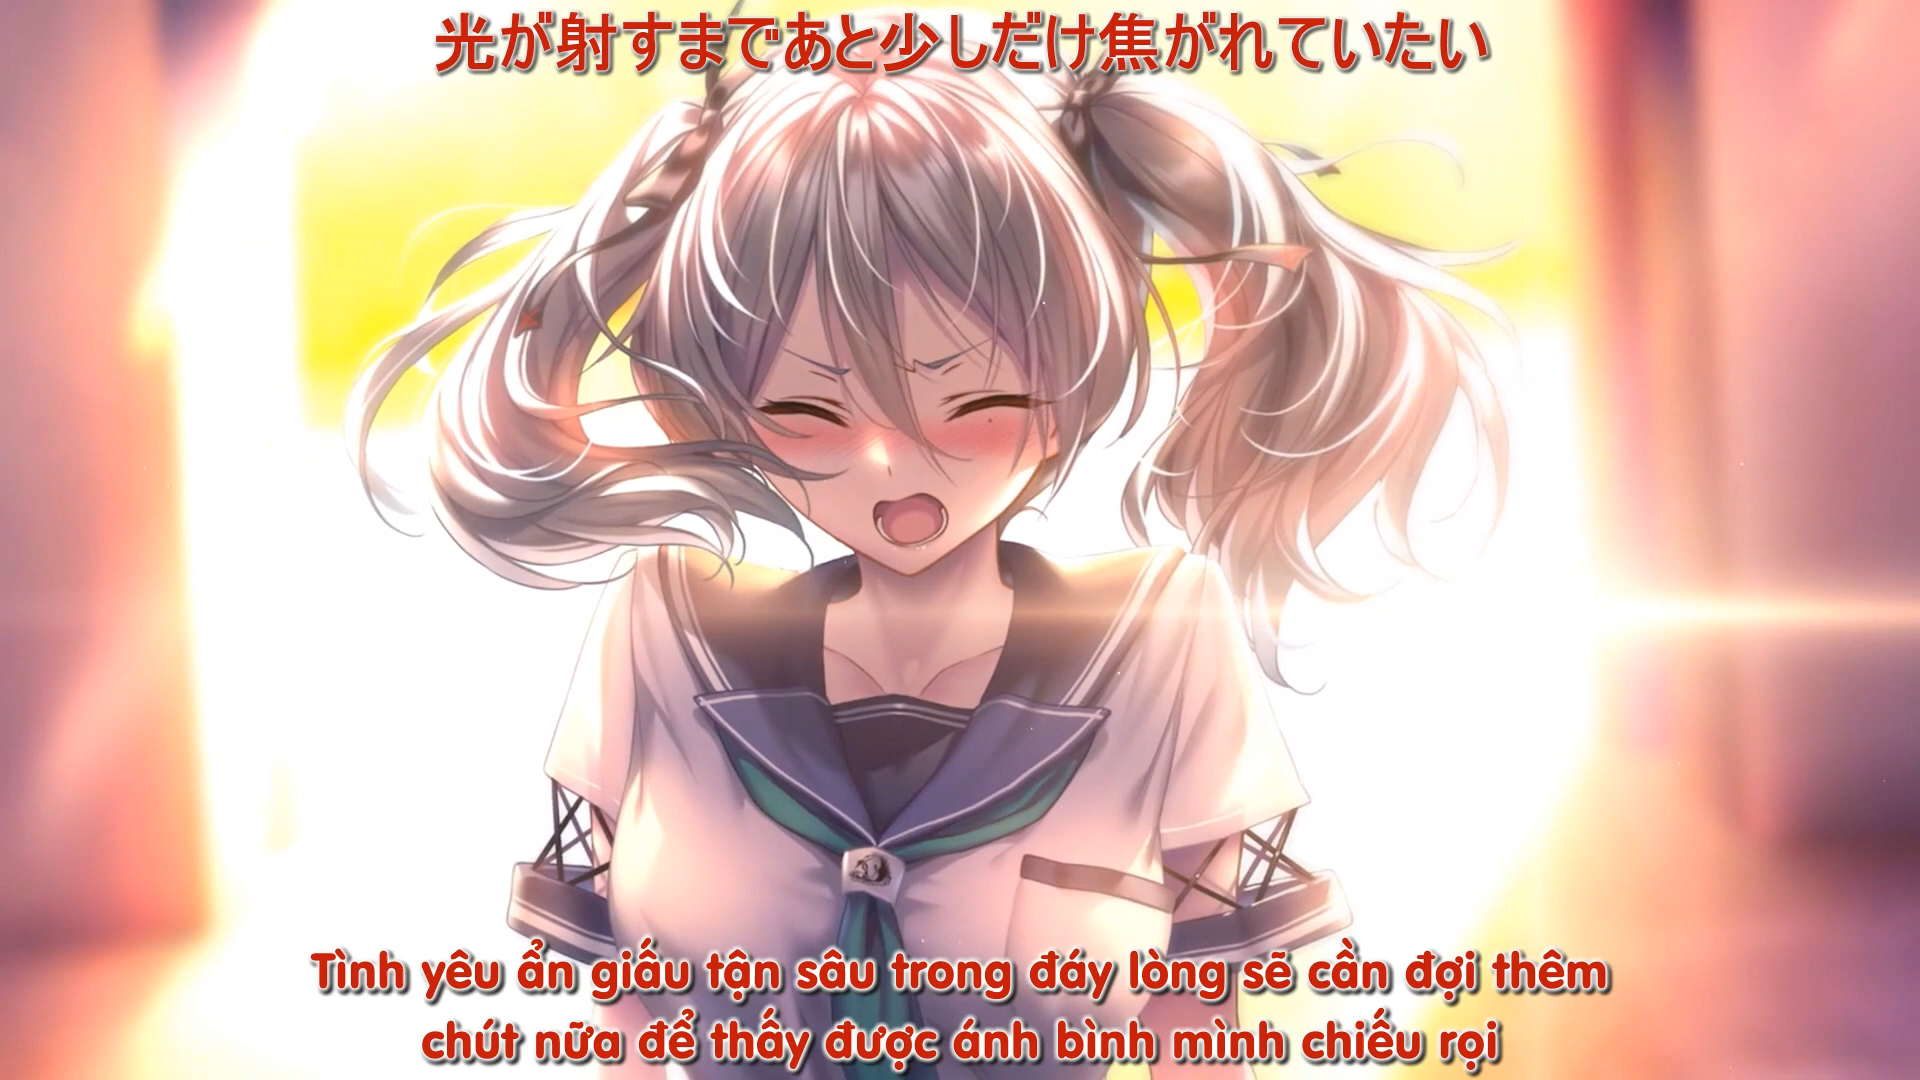 光が射すまであと少しだけ焦がれていたい
Tình yêu ẩn giấu tận sâu trong đáy lòng sẽ cần đợi thêm
chút nữa để thấy được ánh bình mình chiếu rọi